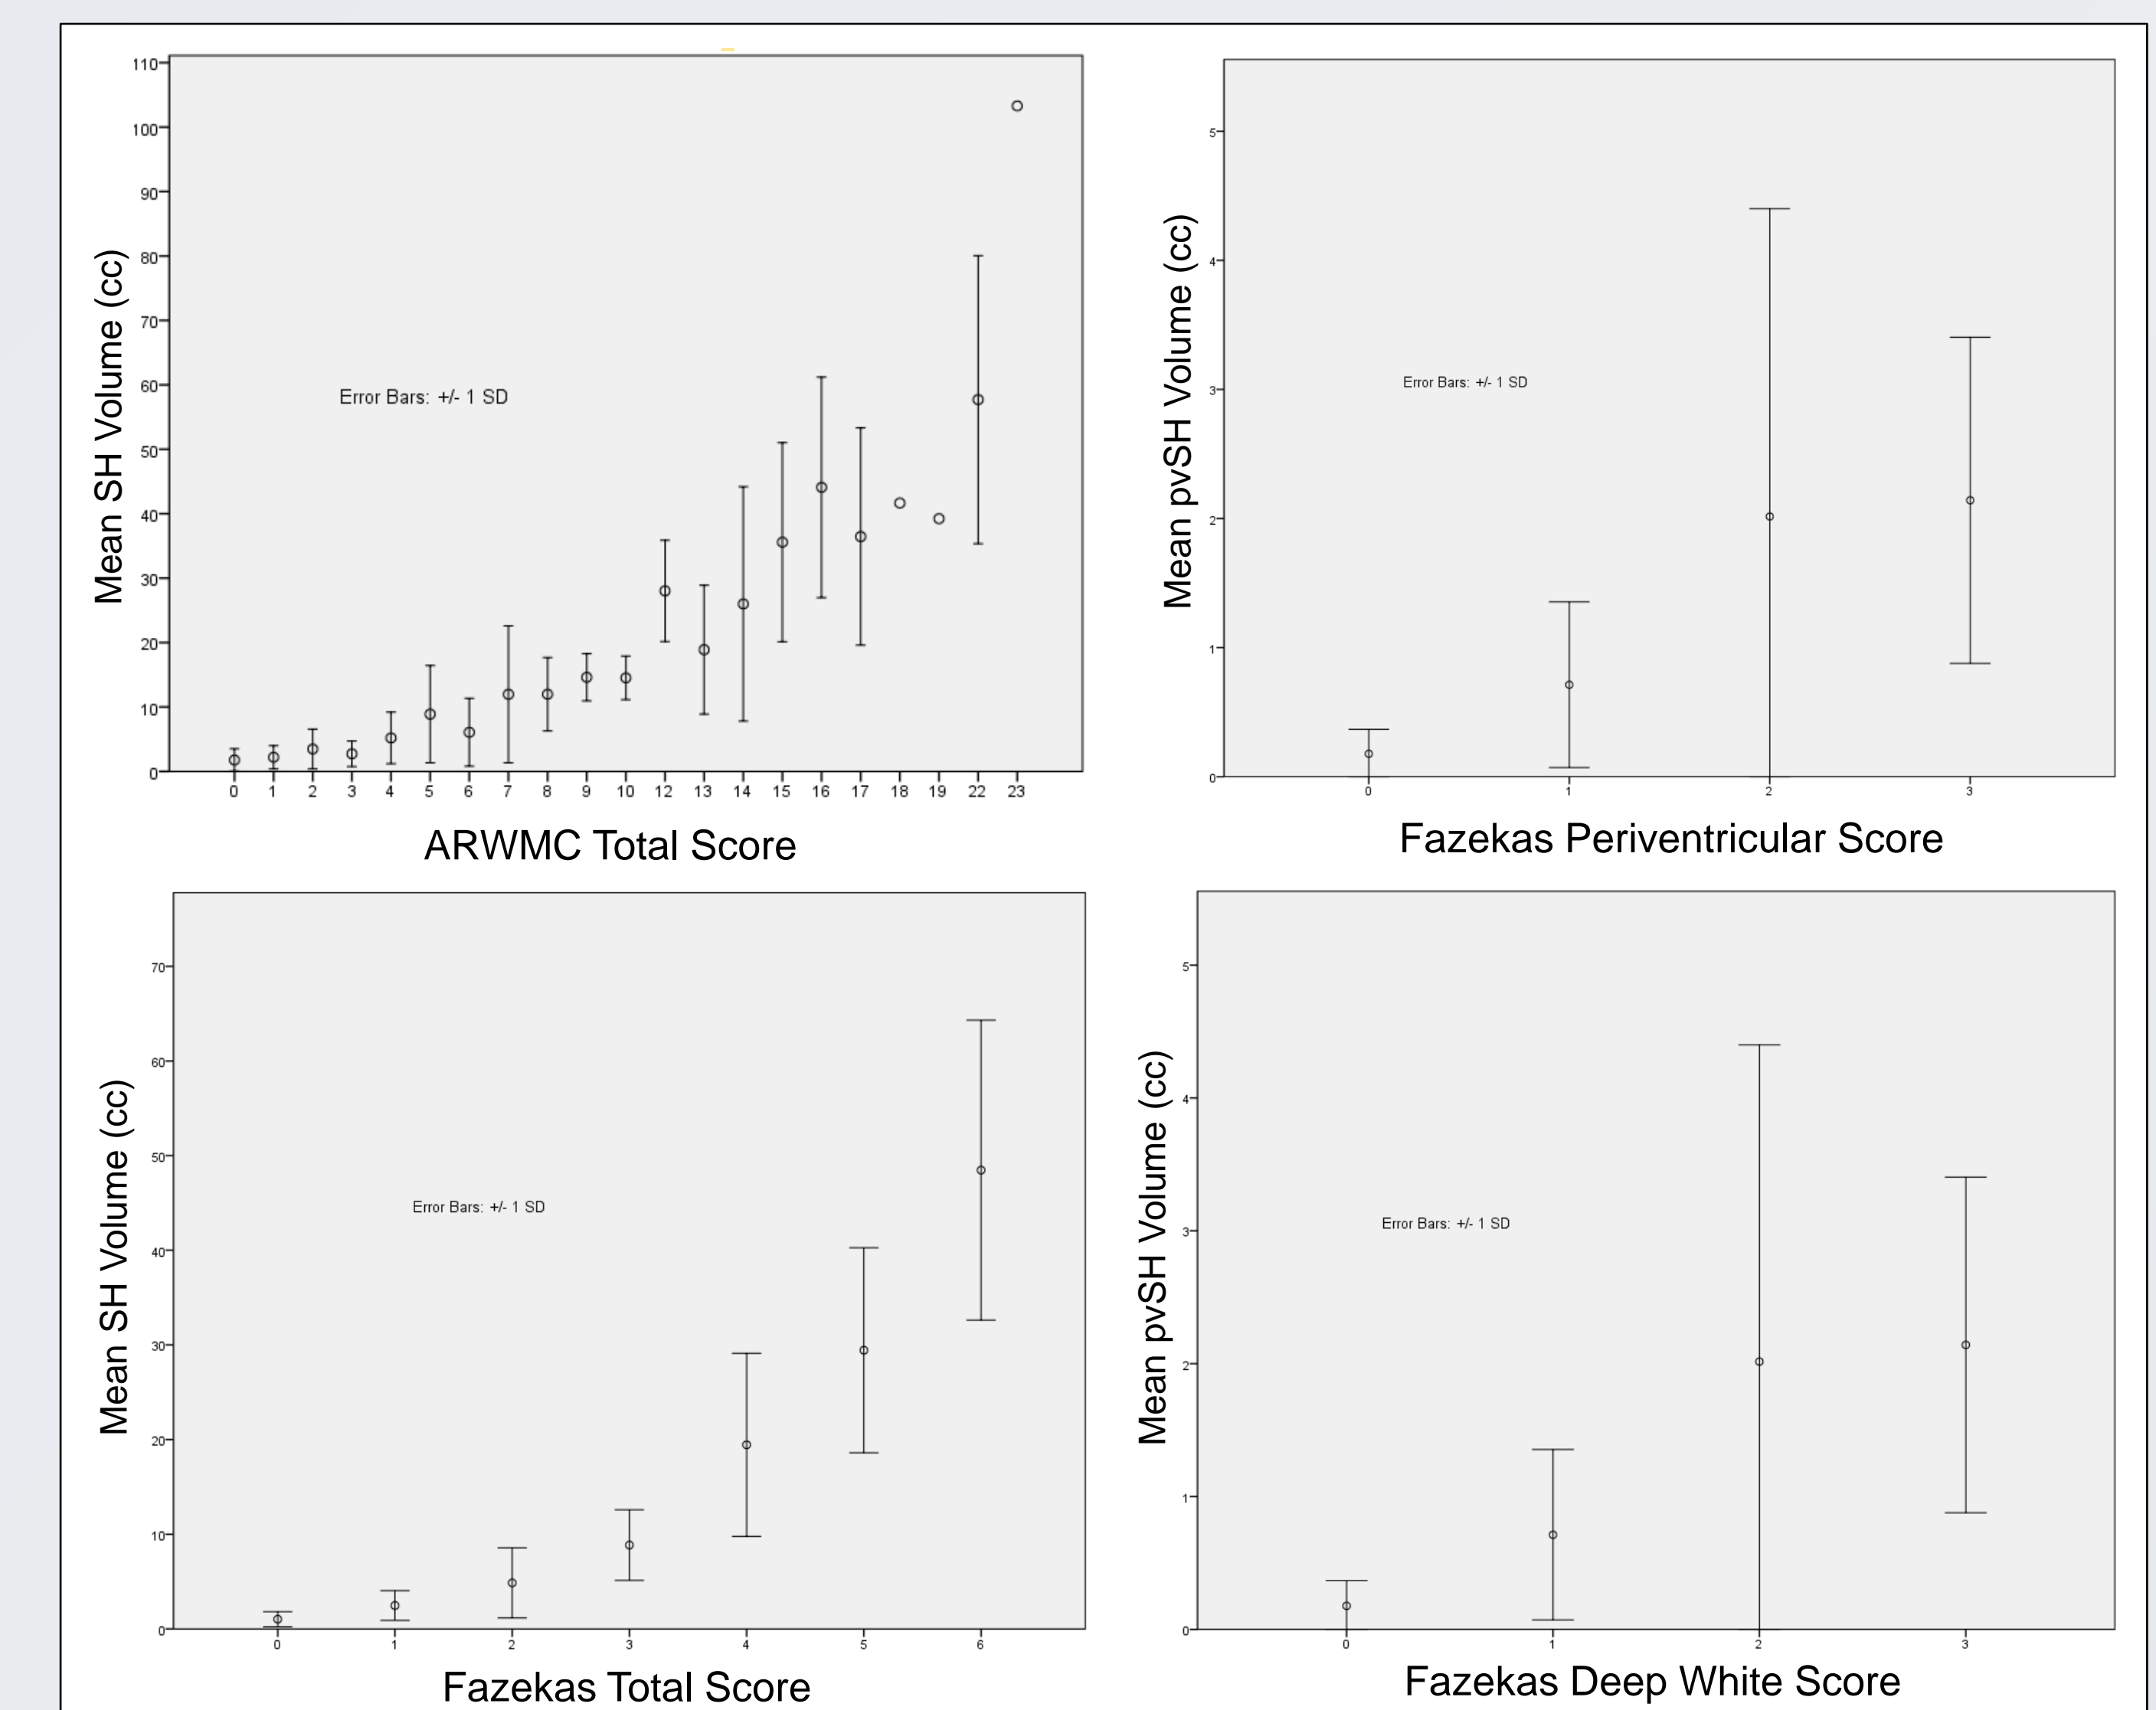 Mean SH Volume (cc)
110
100
90
80
70
60
50
40
30
20
10
0
Error Bars: +/- 1 SD
0 1 2 3 4 5 6 7 8 9 10 12 13 14 15 16 17 18 19 22 23
ARWMC Total Score
Mean pvSH Volume (cc)
5
4
3
2
1
0
Error Bars: +/- 1 SD
0 1 2 3
Fazekas Periventricular Score
Mean SH Volume (cc)
70
60
50
40
30
20
10
0
Error Bars: +/- 1 SD
0 1 2 3 4 5 6
Fazekas Total Score
Mean pvSH Volume (cc)
5
4
3
2
1
0
Error Bars: +/- 1 SD
0 1 2 3
Fazekas Deep White Score